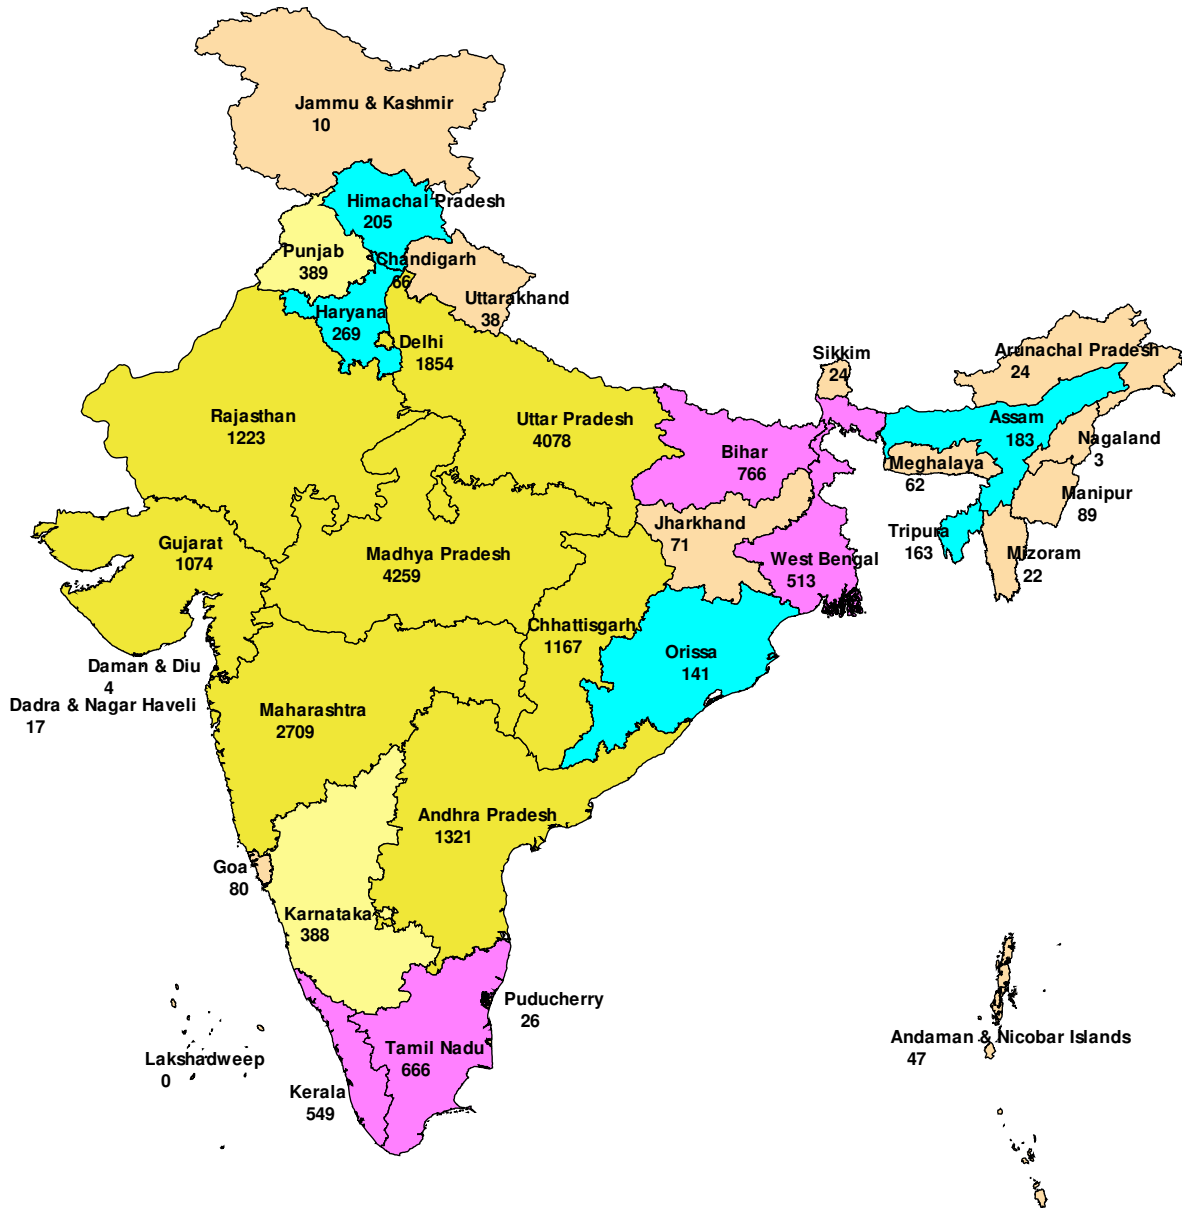 Jammu & Kashmir
10
Himachal Pradesh
205
Punjab
389
Chandigarh
66
Uttarakhand
38
Haryana
269
Delhi
1854
Sikkim
24
Arunachal Pradesh
24
Rajasthan
1223
Uttar Pradesh
4078
Assam
183
Nagaland
3
Bihar
766
Meghalaya
62
Manipur
89
Jharkhand
71
Tripura
163
Mizoram
22
Gujarat
1074
Madhya Pradesh
4259
West Bengal
513
Chhattisgarh
1167
Orissa
141
Daman & Diu
4
Dadra & Nagar Haveli
17
Maharashtra
2709
Andhra Pradesh
1321
Goa
80
Karnataka
388
Puducherry
26
Andaman & Nicobar Islands
47
Tamil Nadu
666
Lakshadweep
0
Kerala
549